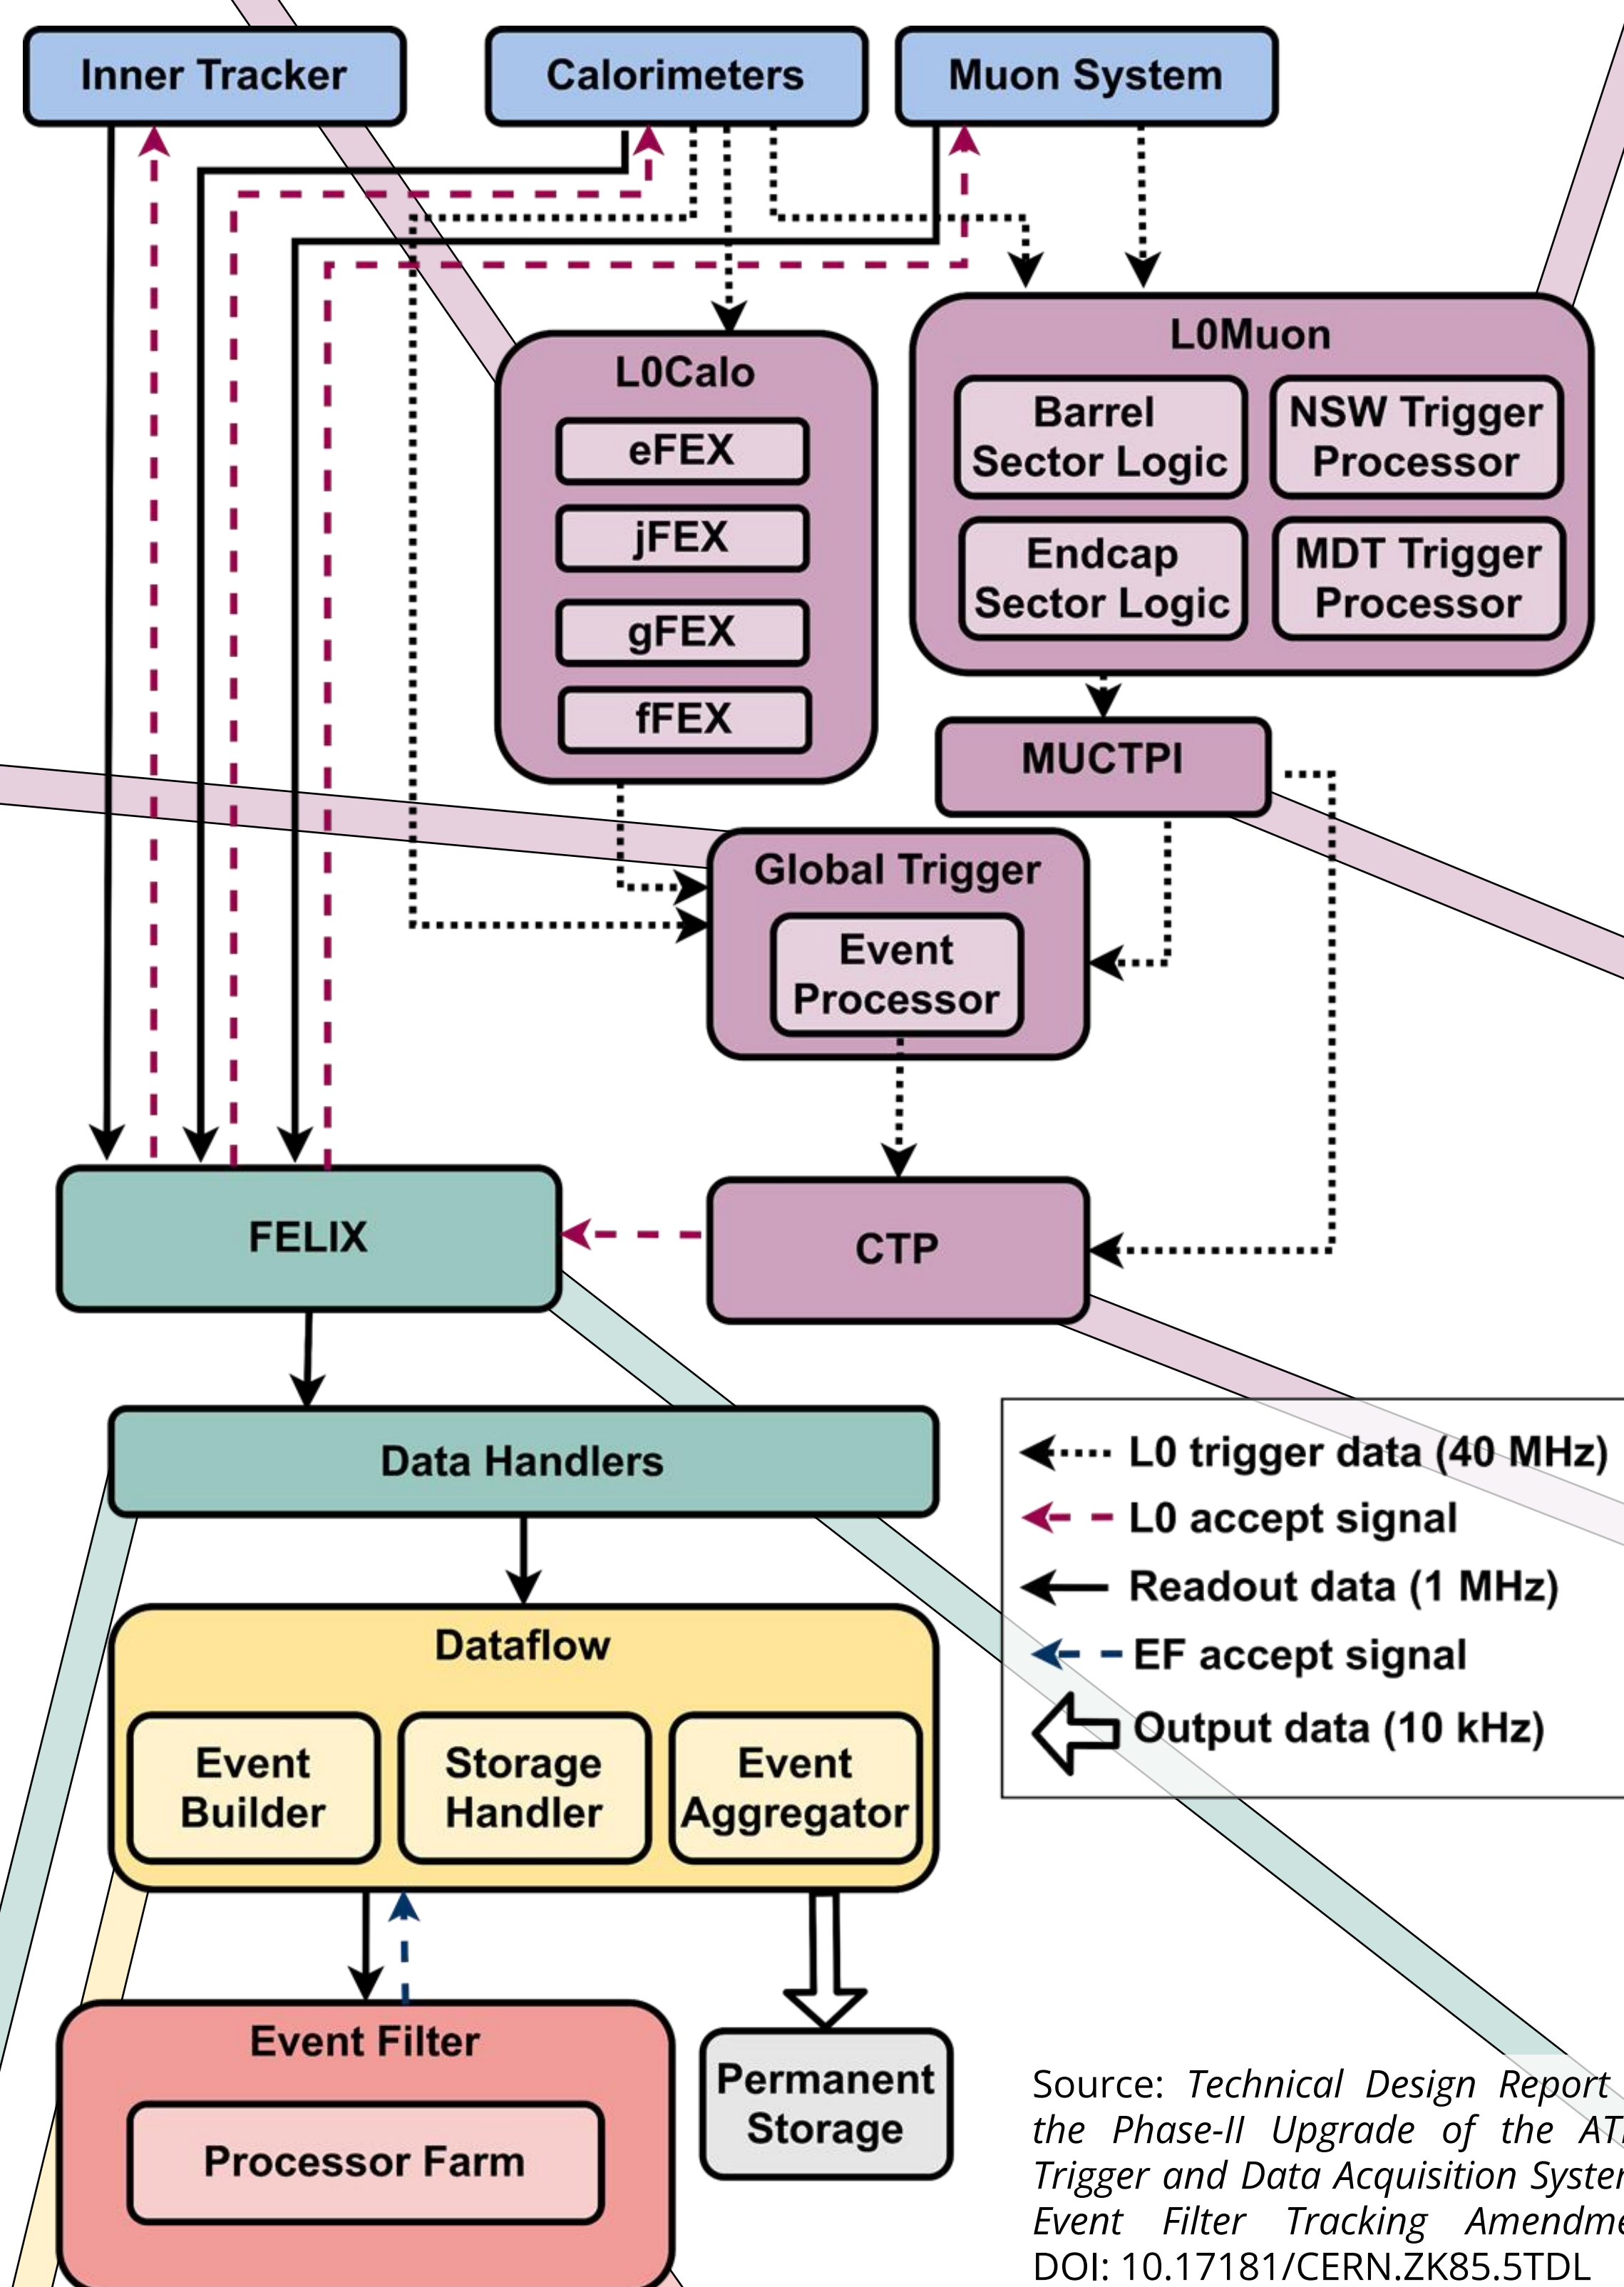 Inner Tracker
Calorimeters
Muon System
L0Calo
eFEX
jFEX
gFEX
fFEX
L0Muon
Barrel
Sector Logic
NSW Trigger
Processor
Endcap
Sector Logic
MDT Trigger
Processor
MUCTPI
Global Trigger
Event
Processor
FELIX
CTP
Data Handlers
L0 trigger data (40 MHz)
L0 accept signal
Readout data (1 MHz)
EF accept signal
Output data (10 kHz)
Dataflow
Event
Builder
Storage
Handler
Event
Aggregator
Event Filter
Processor Farm
Permanent
Storage
Source: Technical Design Report
the Phase-II Upgrade of the
Trigger and Data Acquisition
Event Filter Tracking
DOI: 10.17181/CERN.ZK85.5TDL